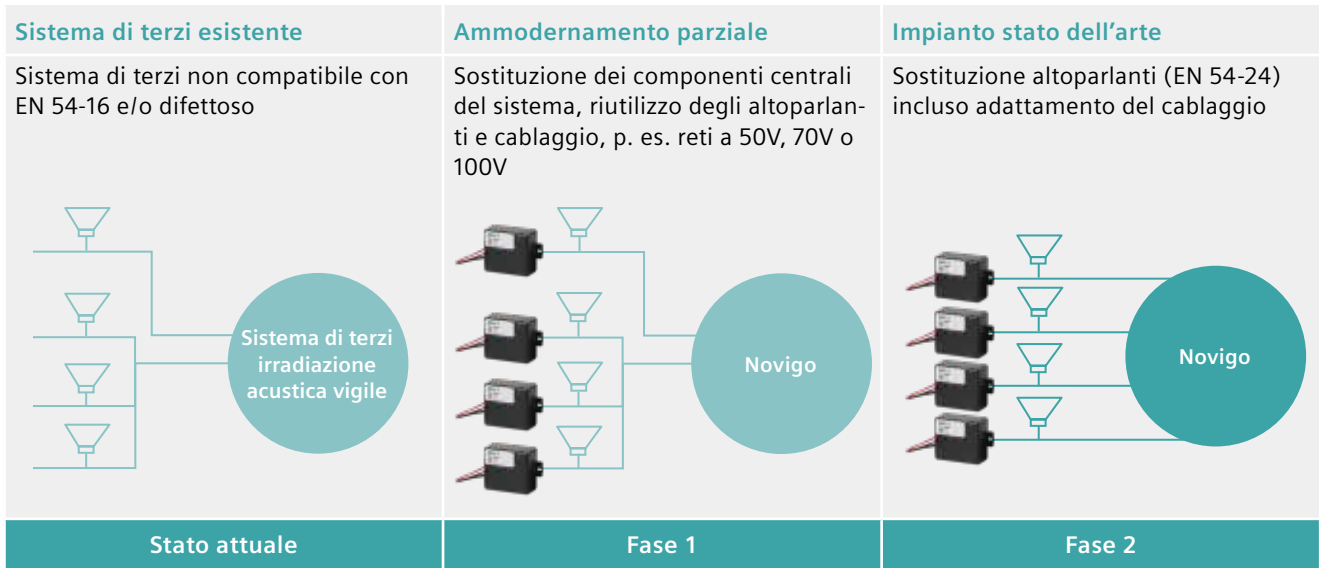 Sistema di terzi esistente
Sistema di terzi non compatibile con
EN 54-16 e/o difettoso
Sistema di terzi
irradiazione
acustica vigile
Stato attuale
Ammodernamento parziale
Sostituzione dei componenti centrali
del sistema, riutilizzo degli altoparlan-
ti e cablaggio, p. es. reti a 50V, 70V o
100V
Novigo
Fase 1
Impianto stato dell’arte
Sostituzione altoparlanti (EN 54-24)
incluso adattamento del cablaggio
Novigo
Fase 2